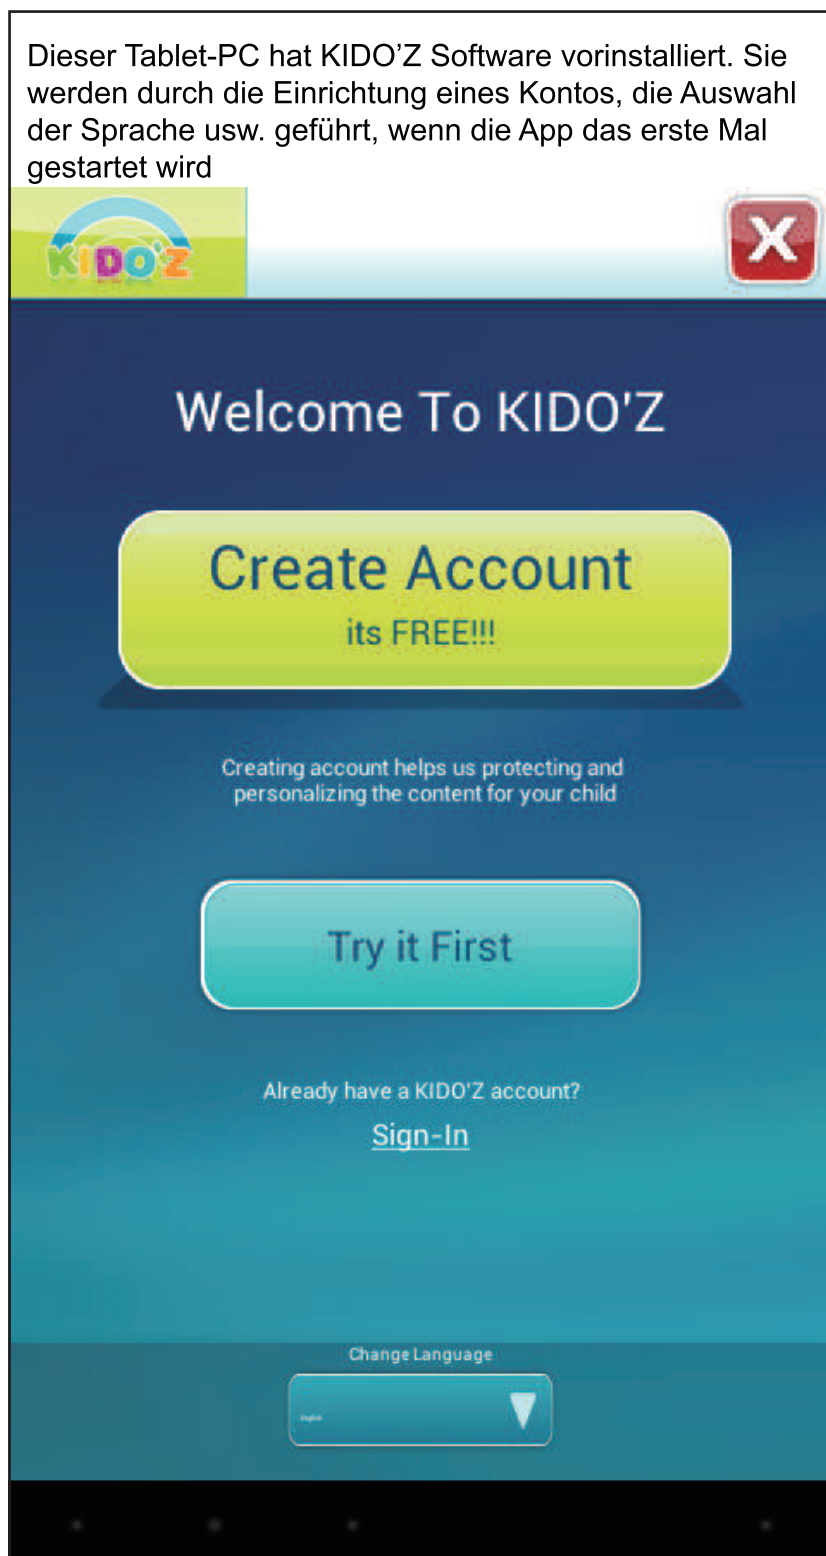 Dieser Tablet-PC hat KIDO’Z Software vorinstalliert. Sie
werden durch die Einrichtung eines Kontos, die Auswahl
der Sprache usw. geführt, wenn die App das erste Mal
gestartet wird
KIDO'Z
X
Welcome To KIDO'Z
Create Account
its FREE!!!
Creating account helps us protecting and
personalizing the content for your child
Try it First
Already have a KIDO'Z account?
Sign-In
Change Language
English